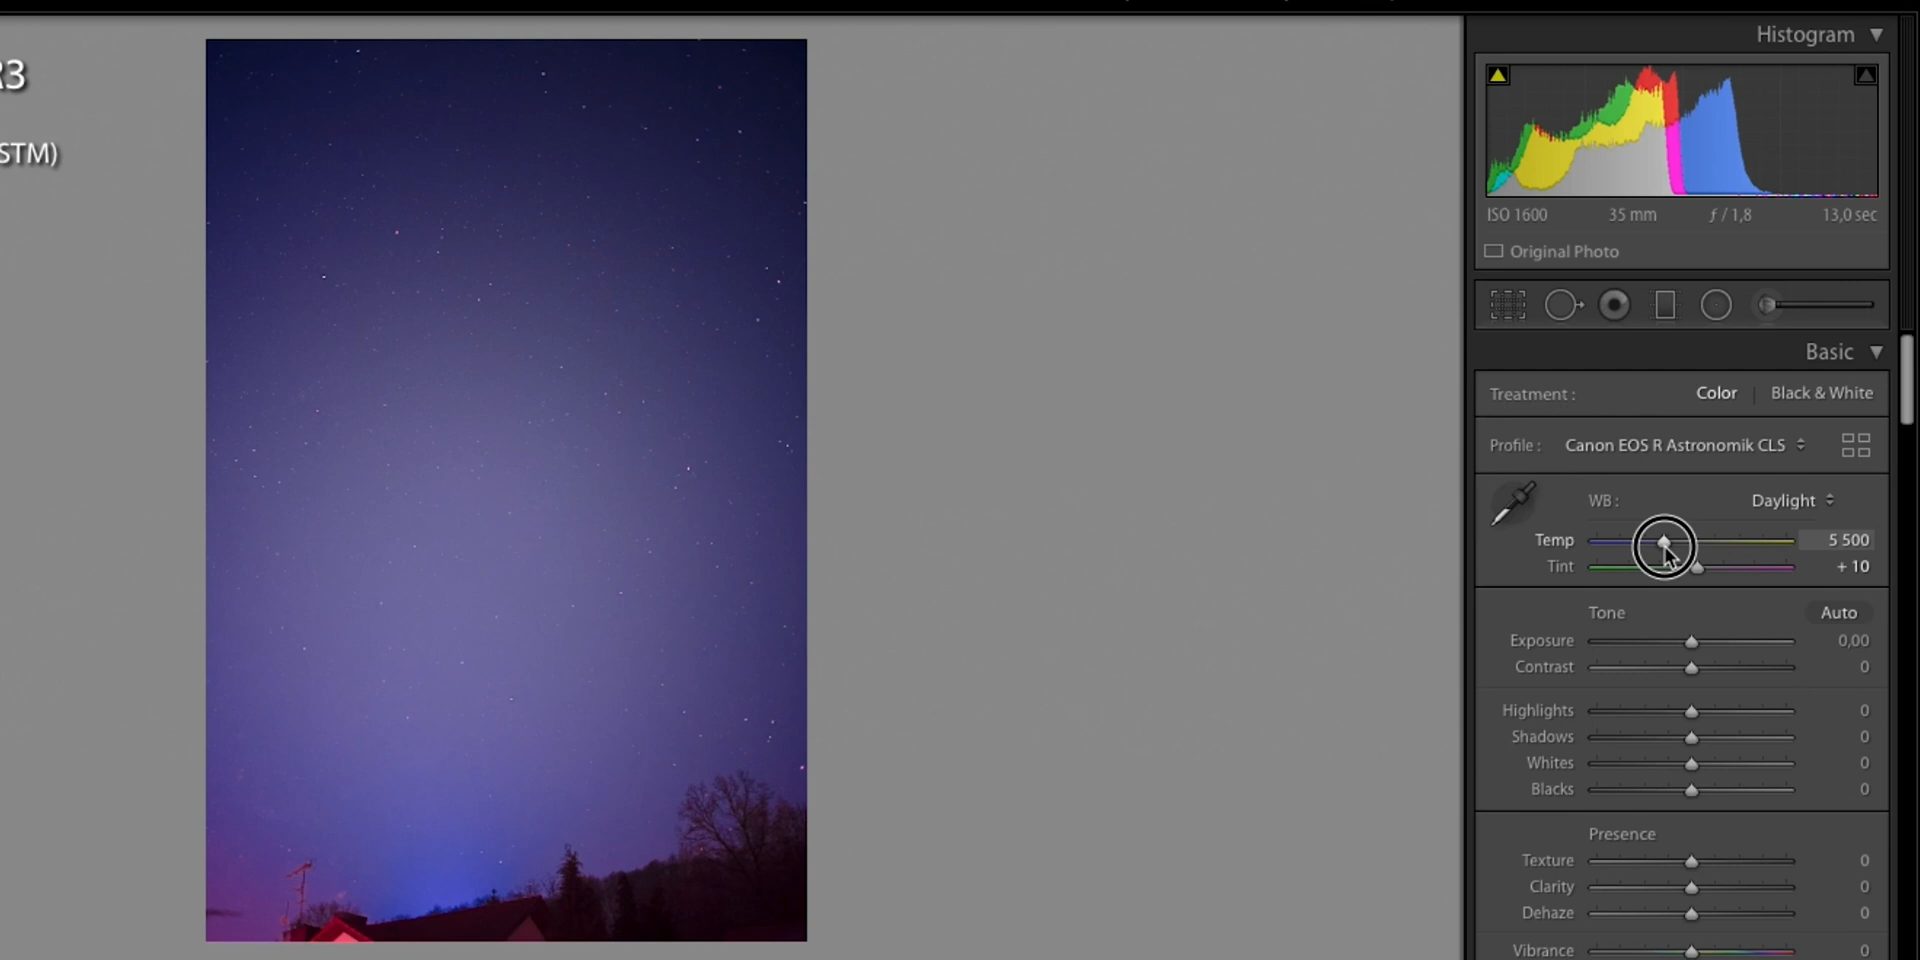 R3
STM)
Histogram
ISO 1600 35 mm ƒ / 1,8 13,0 sec
Original Photo
Basic
Treatment : Color Black & White
Profile : Canon EOS R Astronomik CLS
WB : Daylight
Temp 5 500
Tint + 10
Tone Auto
Exposure 0,00
Contrast 0
Highlights 0
Shadows 0
Whites 0
Blacks 0
Presence
Texture 0
Clarity 0
Dehaze 0
Vibrance 0